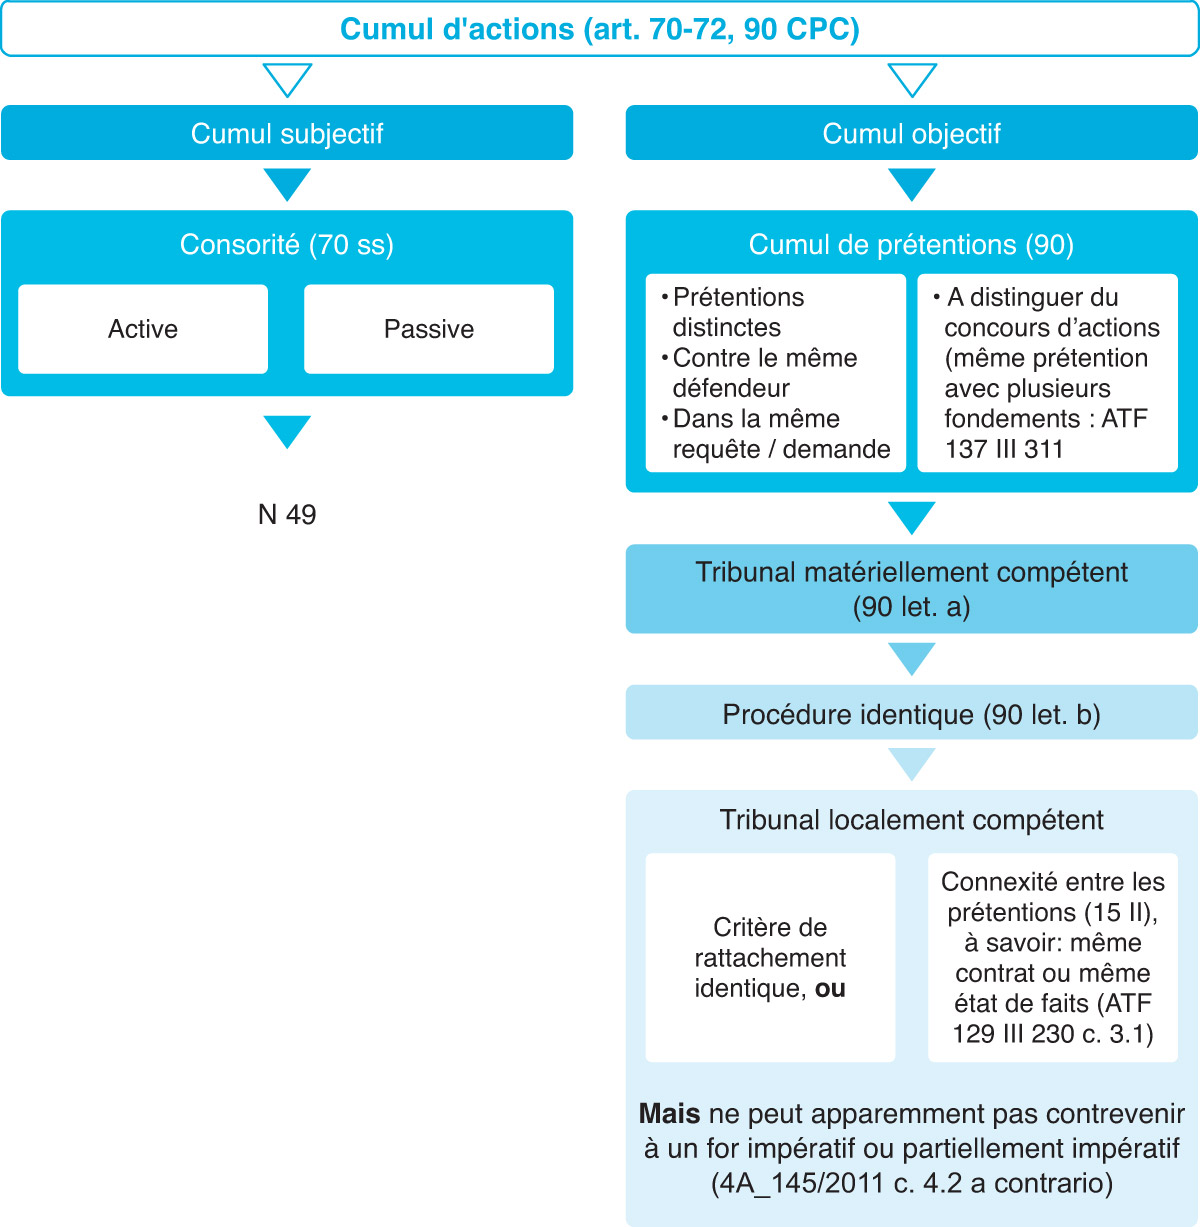 Cumul d'actions (art. 70-72, 90 CPC)
Cumul subjectif
Consorité (70 ss)
Active
Passive
N 49
Cumul objectif
Cumul de prétentions (90)
• Prétentions
distinctes
• Contre le même
défendeur
• Dans la même
requête / demande
• A distinguer du
concours d’actions
(même prétention
avec plusieurs
fondements : ATF
137 III 311
Tribunal matériellement compétent
(90 let. a)
Procédure identique (90 let. b)
Tribunal localement compétent
Critère de
rattachement
identique, ou
Connexité entre les
prétentions (15 II),
à savoir: même
contrat ou même
état de faits (ATF
129 III 230 c. 3.1)
Mais ne peut apparemment pas contrevenir
à un for impératif ou partiellement impératif
(4A_145/2011 c. 4.2 a contrario)